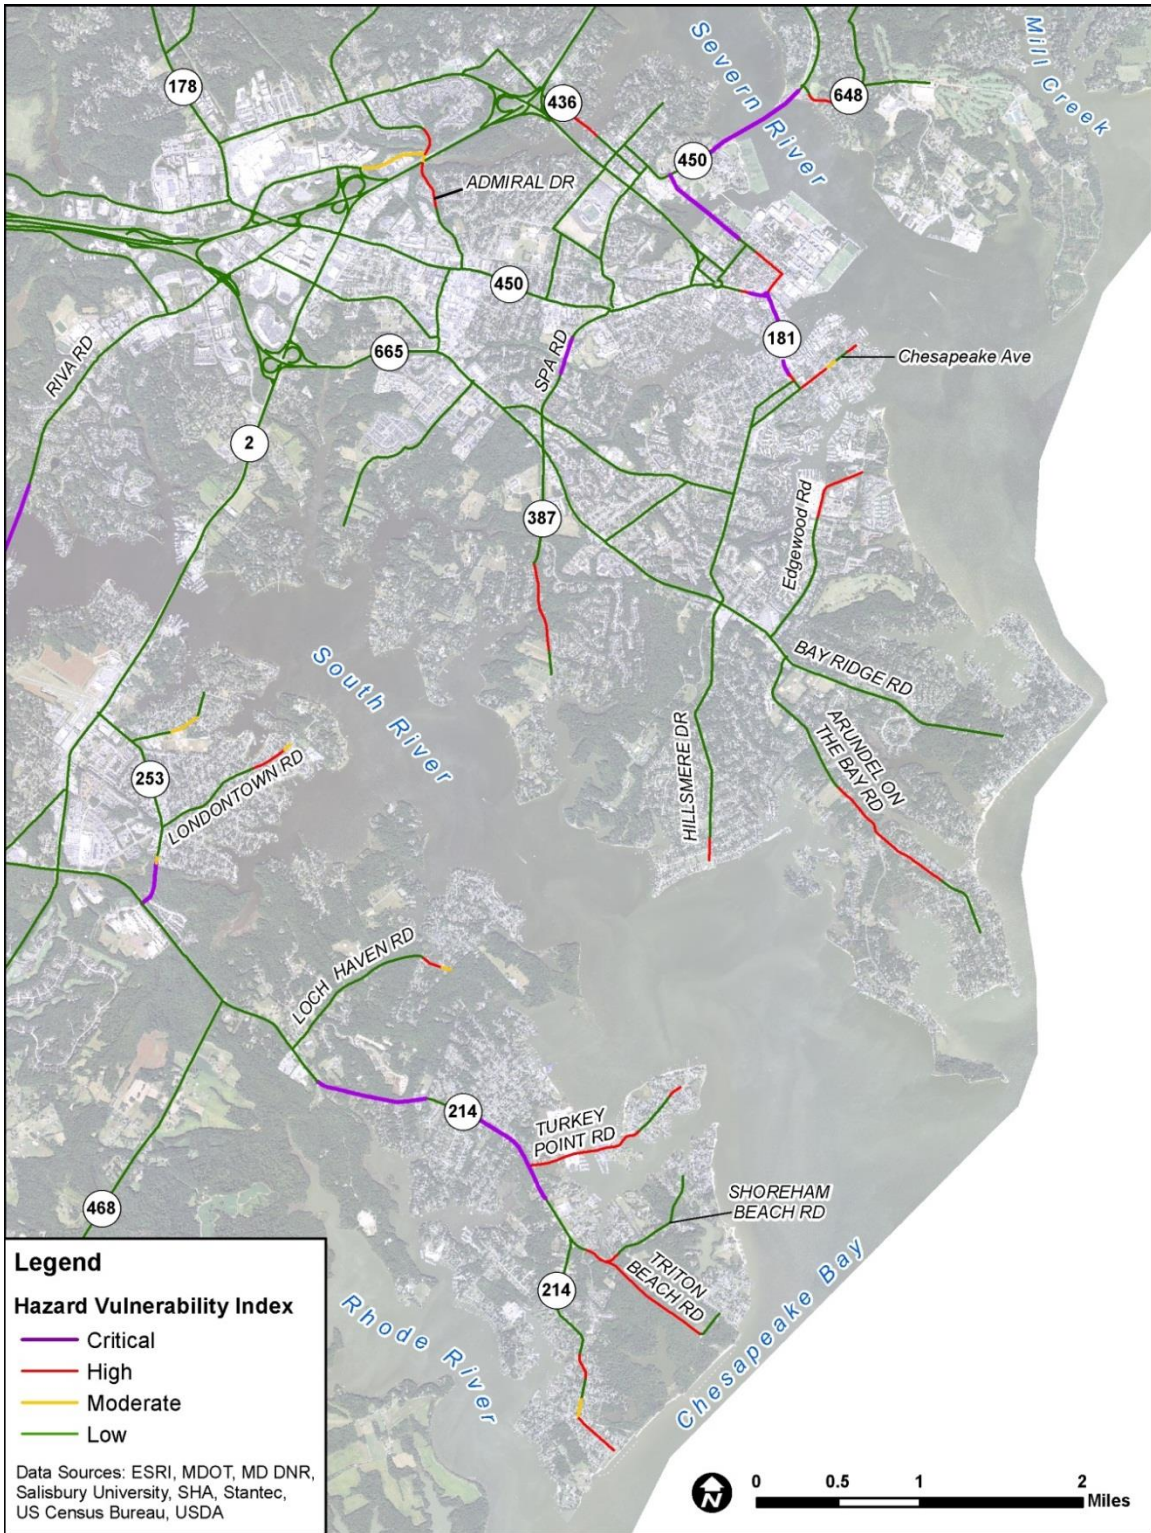 178
436
648
Severn River
Mill Creek
450
ADMIRAL DR
450
RIVA RD
665
SPA RD
181
Chesapeake Ave
2
387
Edgewood Rd
South River
BAY RIDGE RD
HILLSMERE DR
ARUNDEL ON
THE BAY RD
253
LONDONTOWN RD
LOCH HAVEN RD
214
TURKEY
POINT RD
468
SHOREHAM
BEACH RD
TRITON
BEACH RD
214
Rhode River
Chesapeake Bay
Legend
Hazard Vulnerability Index
Critical
High
Moderate
Low
Data Sources: ESRI, MDOT, MD DNR,
Salisbury University, SHA, Stantec,
US Census Bureau, USDA
N
0 0.5 1 2
Miles